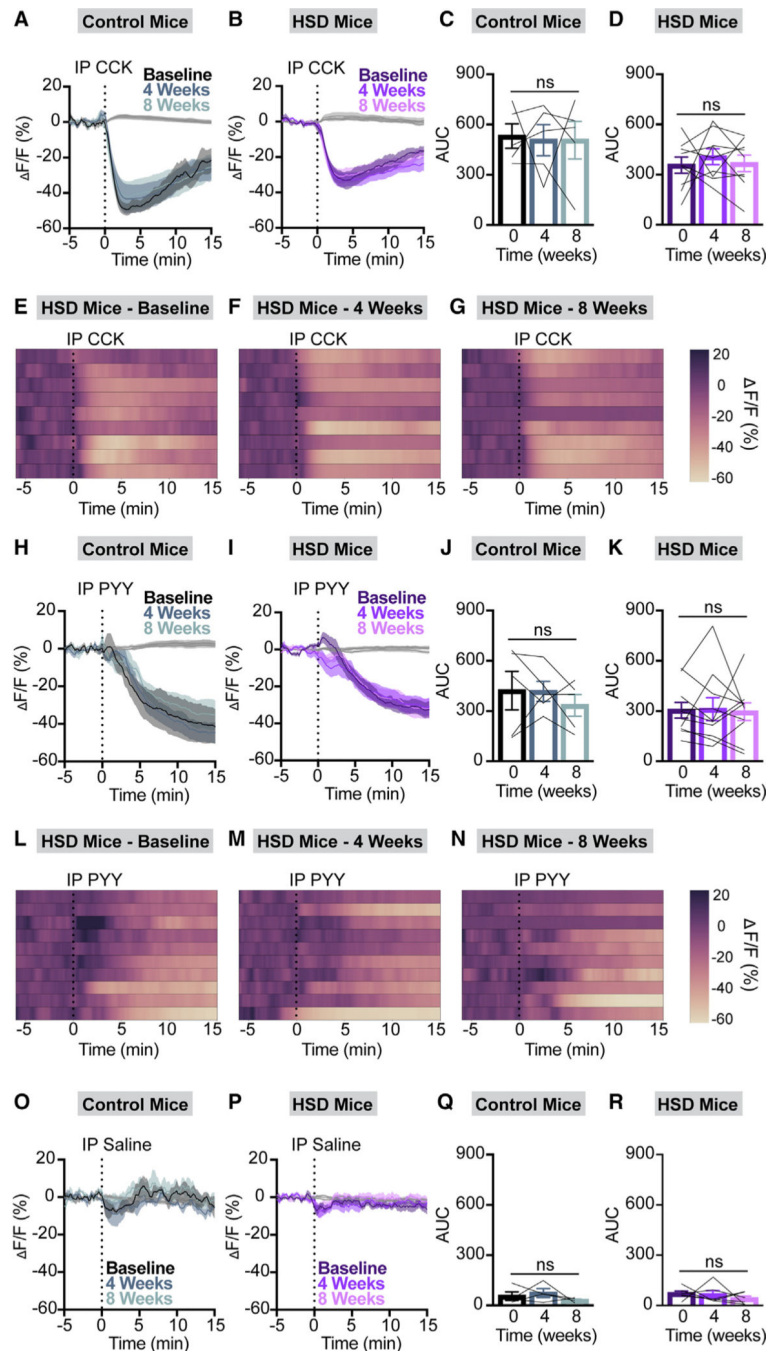 A Control Mice
IP CCK
Baseline
4 Weeks
8 Weeks
20
0
-20
-40
-60
ΔF/F (%)
-5 0 5 10 15
Time (min)
B HSD Mice
IP CCK
Baseline
4 Weeks
8 Weeks
20
0
-20
-40
-60
ΔF/F (%)
-5 0 5 10 15
Time (min)
C Control Mice
900
600
300
0
AUC
ns
0 4 8
Time (weeks)
D HSD Mice
900
600
300
0
AUC
ns
0 4 8
Time (weeks)
E HSD Mice - Baseline
IP CCK
-5 0 5 10 15
Time (min)
F HSD Mice - 4 Weeks
IP CCK
-5 0 5 10 15
Time (min)
G HSD Mice - 8 Weeks
IP CCK
-5 0 5 10 15
Time (min)
20
0
-20
-40
-60
ΔF/F (%)
H Control Mice
IP PYY
Baseline
4 Weeks
8 Weeks
20
0
-20
-40
-60
ΔF/F (%)
-5 0 5 10 15
Time (min)
I HSD Mice
IP PYY
Baseline
4 Weeks
8 Weeks
20
0
-20
-40
-60
ΔF/F (%)
-5 0 5 10 15
Time (min)
J Control Mice
900
600
300
0
AUC
ns
0 4 8
Time (weeks)
K HSD Mice
900
600
300
0
AUC
ns
0 4 8
Time (weeks)
L HSD Mice - Baseline
IP PYY
-5 0 5 10 15
Time (min)
M HSD Mice - 4 Weeks
IP PYY
-5 0 5 10 15
Time (min)
N HSD Mice - 8 Weeks
IP PYY
-5 0 5 10 15
Time (min)
20
0
-20
-40
-60
ΔF/F (%)
O Control Mice
IP Saline
20
0
-20
-40
-60
ΔF/F (%)
Baseline
4 Weeks
8 Weeks
-5 0 5 10 15
Time (min)
P HSD Mice
IP Saline
20
0
-20
-40
-60
ΔF/F (%)
Baseline
4 Weeks
8 Weeks
-5 0 5 10 15
Time (min)
Q Control Mice
900
600
300
0
AUC
ns
0 4 8
Time (weeks)
R HSD Mice
900
600
300
0
AUC
ns
0 4 8
Time (weeks)